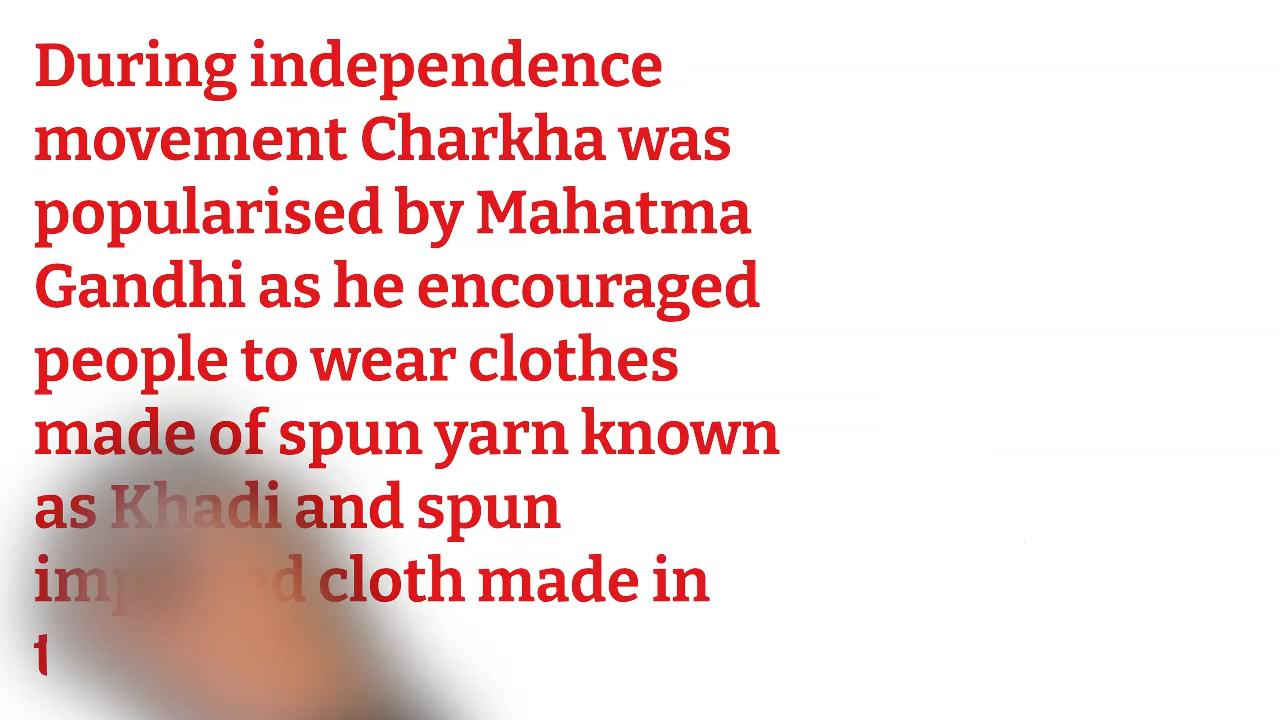 During independence
movement Charkha was
popularised by Mahatma
Gandhi as he encouraged
people to wear clothes
made of spun yarn known
as Khadi and spun
cloth made in